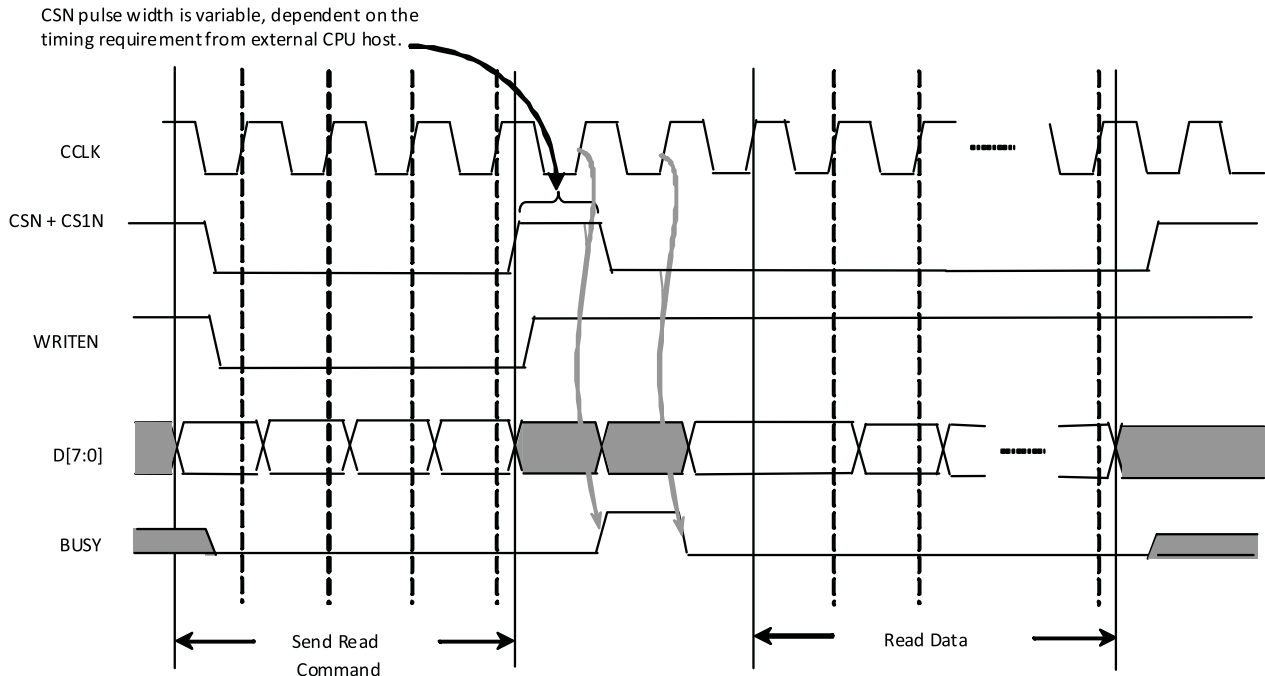 CSN pulse width is variable, dependent on the
timing requirement from external CPU host.
CCLK
CSN + CS1N
WRITEN
D[7:0]
BUSY
Send Read
Command
Read Data